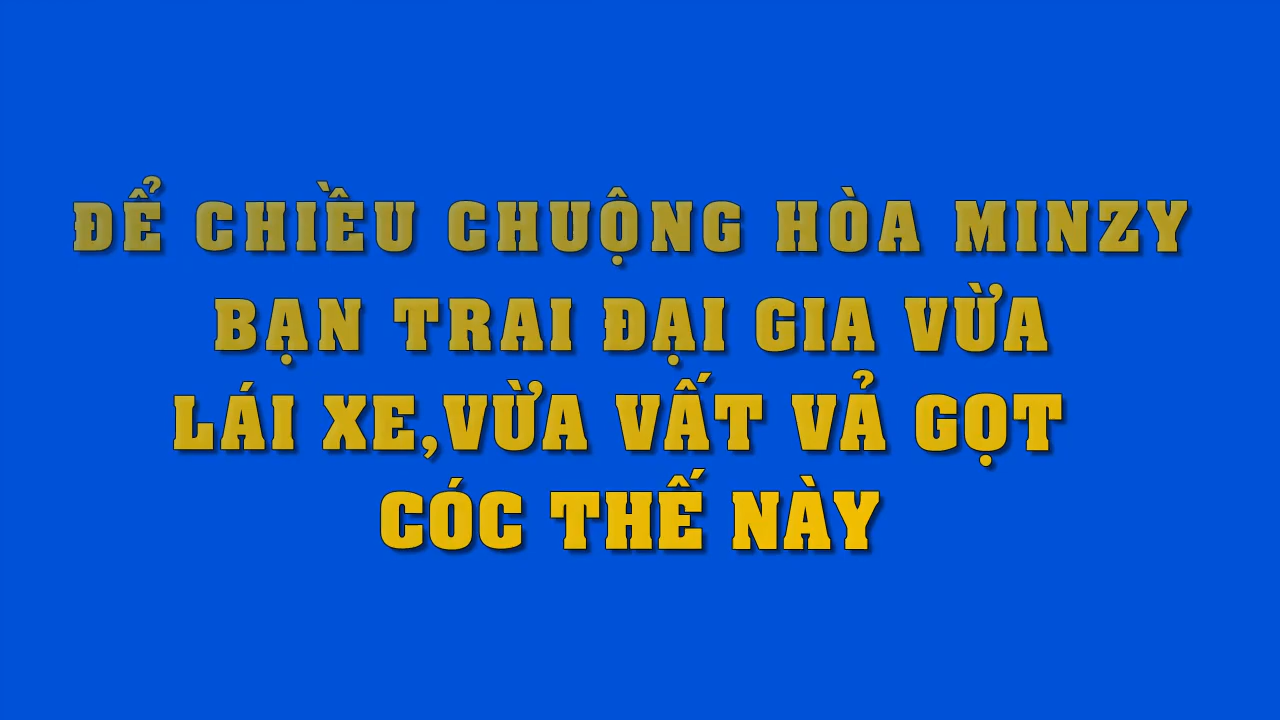 ĐỂ CHIỀU CHUỘNG HÒA MINZY
BẠN TRAI ĐẠI GIA VỪA
LÁI XE,VỪA VẤT VẢ GỌT
CÓC THẾ NÀY